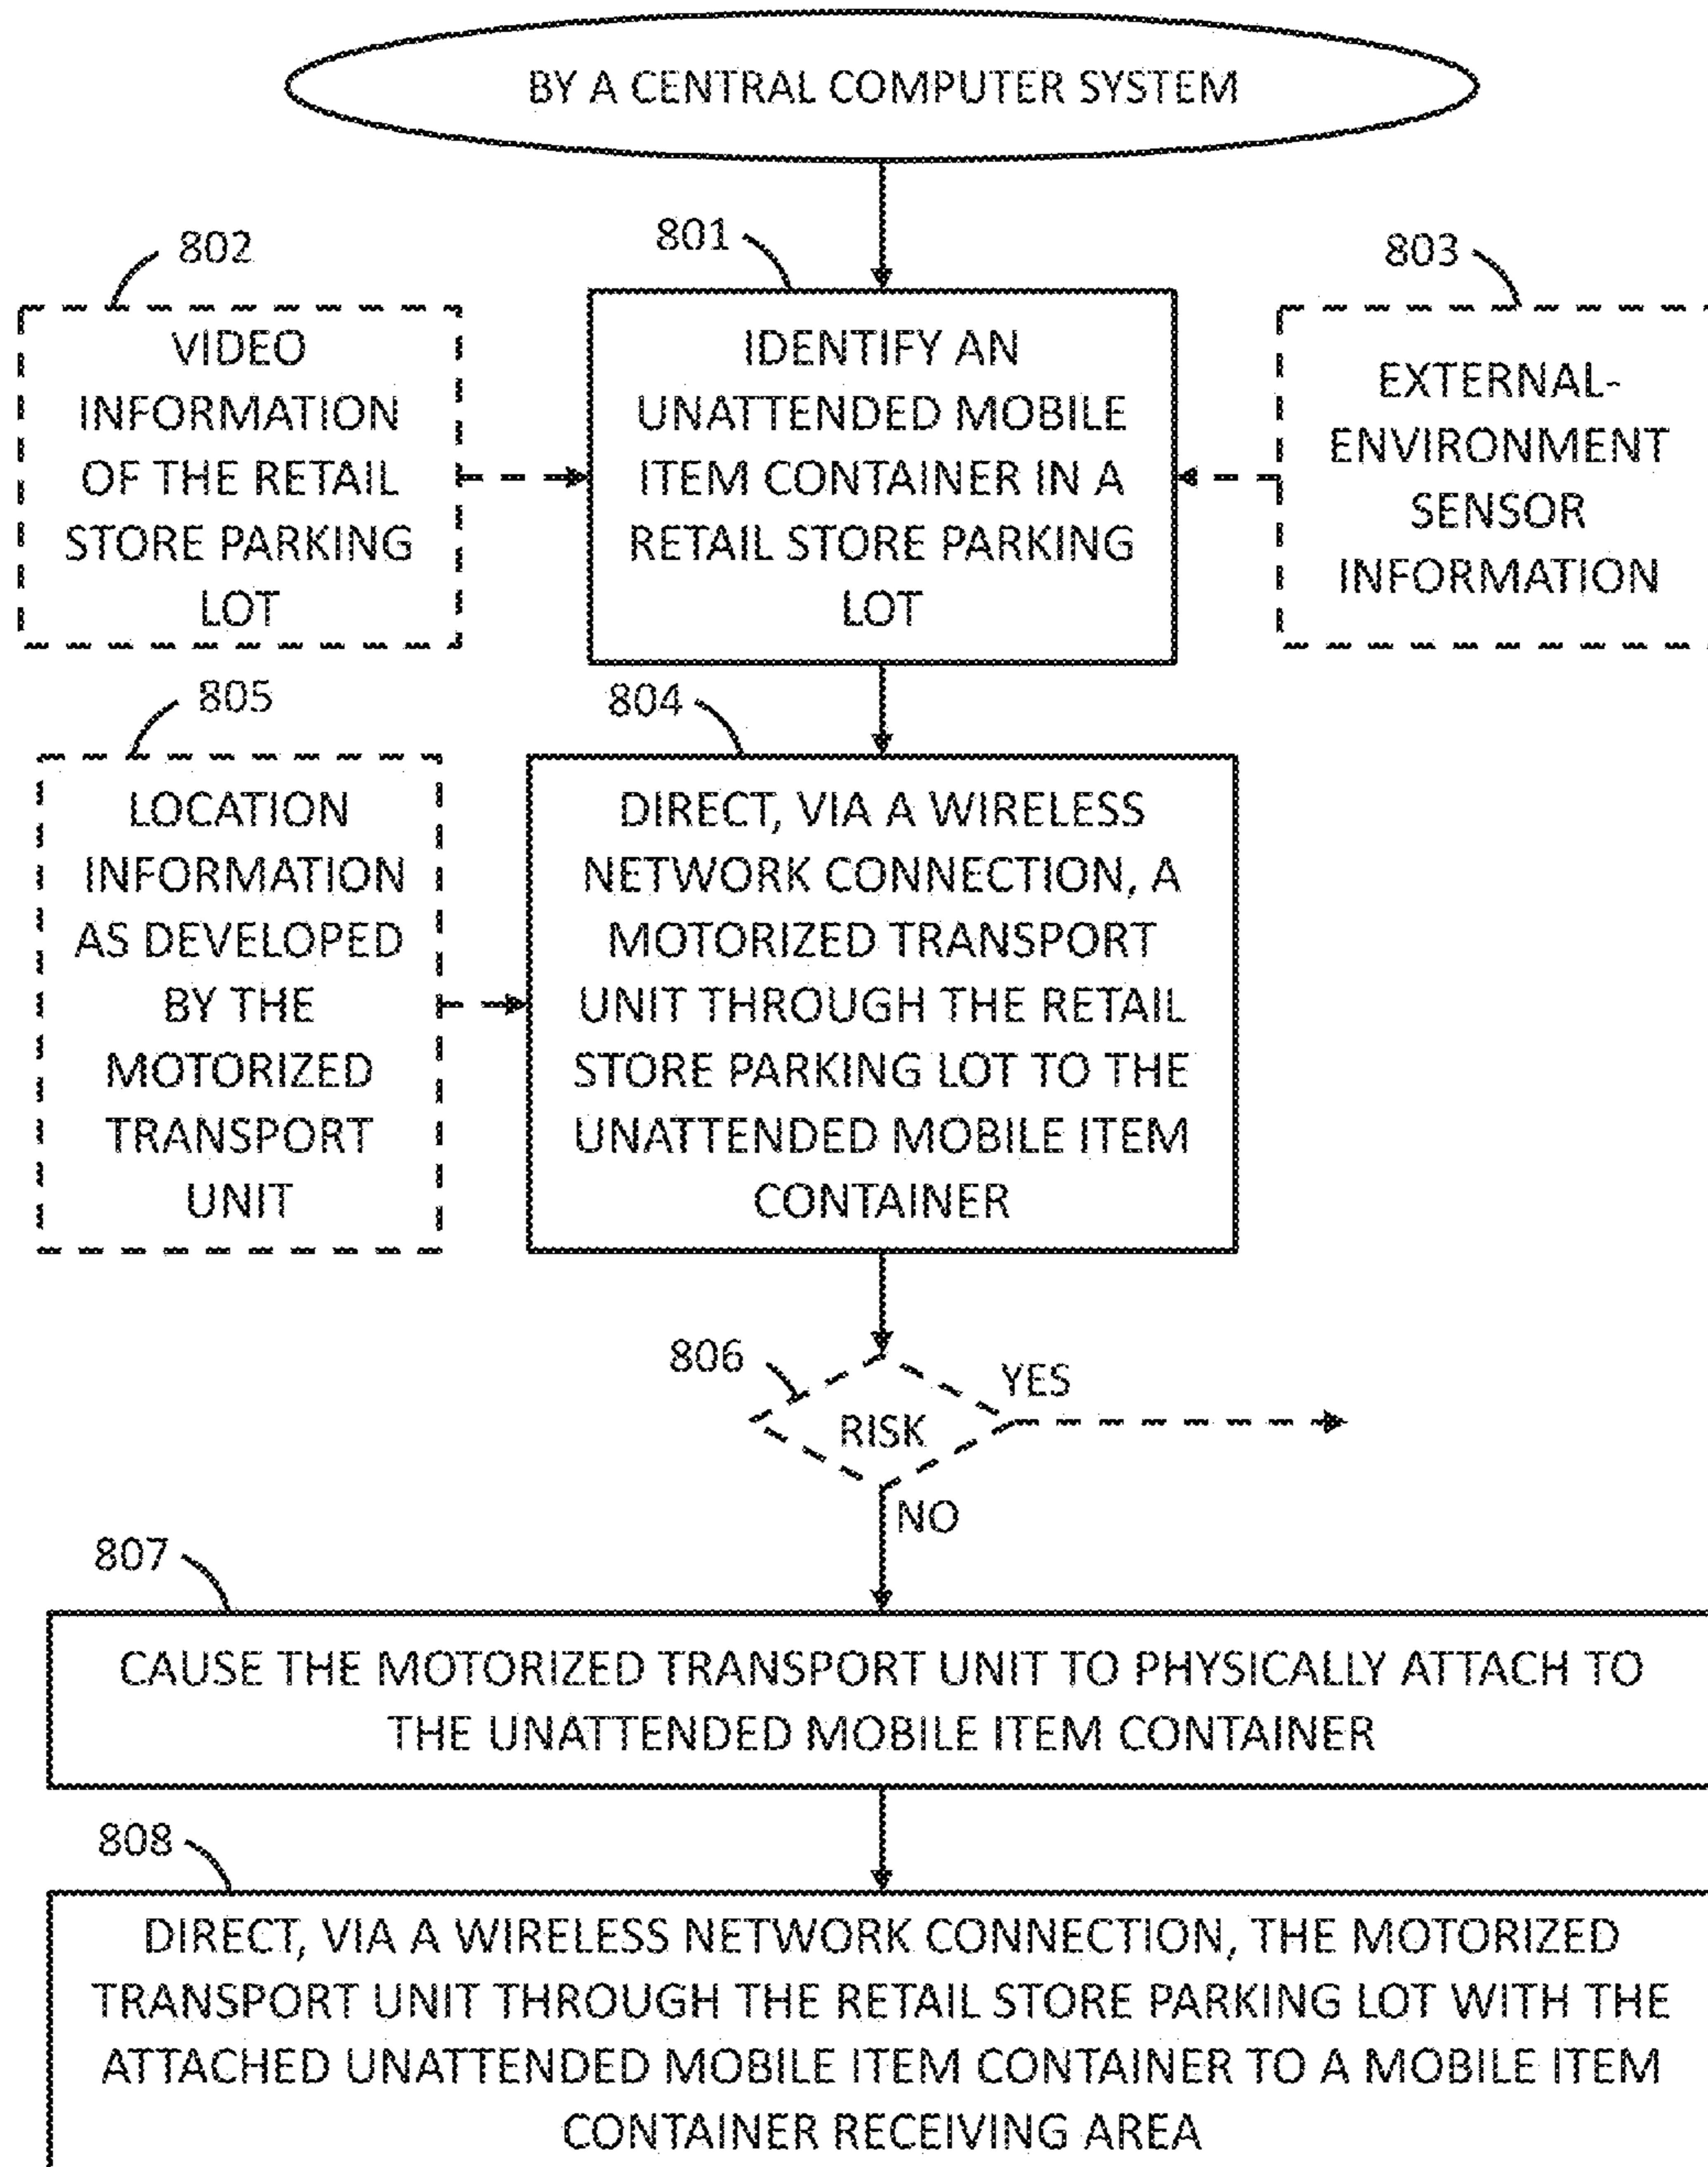 BY A CENTRAL COMPUTER SYSTEM
802
801
803
VIDEO
INFORMATION
OF THE RETAIL
STORE PARKING
LOT
IDENTIFY AN
UNATTENDED MOBILE
ITEM CONTAINER IN A
RETAIL STORE PARKING
LOT
EXTERNAL-
ENVIRONMENT
SENSOR
INFORMATION
805
804
LOCATION
INFORMATION
AS DEVELOPED
BY THE
MOTORIZED
TRANSPORT
UNIT
DIRECT, VIA A WIRELESS
NETWORK CONNECTION, A
MOTORIZED TRANSPORT
UNIT THROUGH THE RETAIL
STORE PARKING LOT TO THE
UNATTENDED MOBILE ITEM
CONTAINER
806
YES
RISK
NO
807
CAUSE THE MOTORIZED TRANSPORT UNIT TO PHYSICALLY ATTACH TO
THE UNATTENDED MOBILE ITEM CONTAINER
808
DIRECT, VIA A WIRELESS NETWORK CONNECTION, THE MOTORIZED
TRANSPORT UNIT THROUGH THE RETAIL STORE PARKING LOT WITH THE
ATTACHED UNATTENDED MOBILE ITEM CONTAINER TO A MOBILE ITEM
CONTAINER RECEIVING AREA